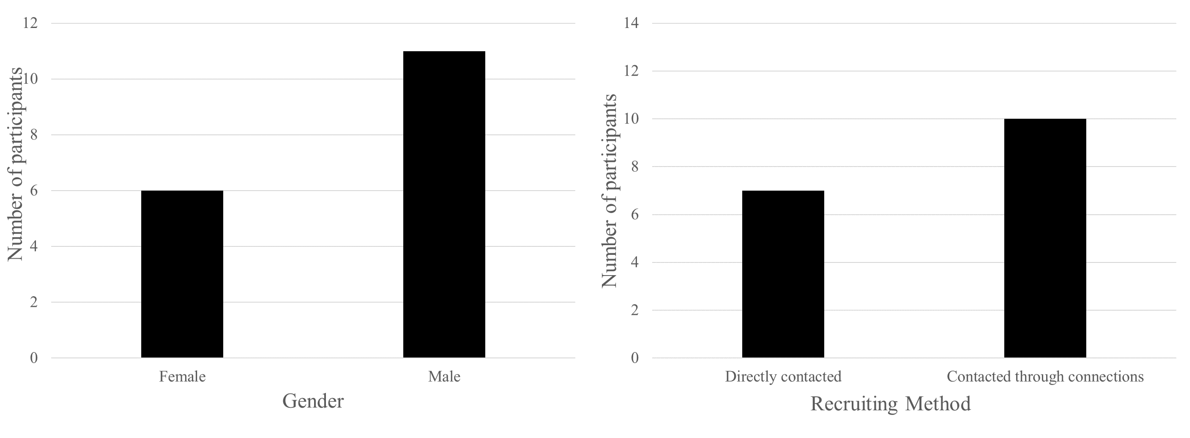 Number of participants
12
10
8
6
4
2
0
Female
Male
Gender
Number of participants
14
12
10
8
6
4
2
0
Directly contacted
Contacted through connections
Recruiting Method